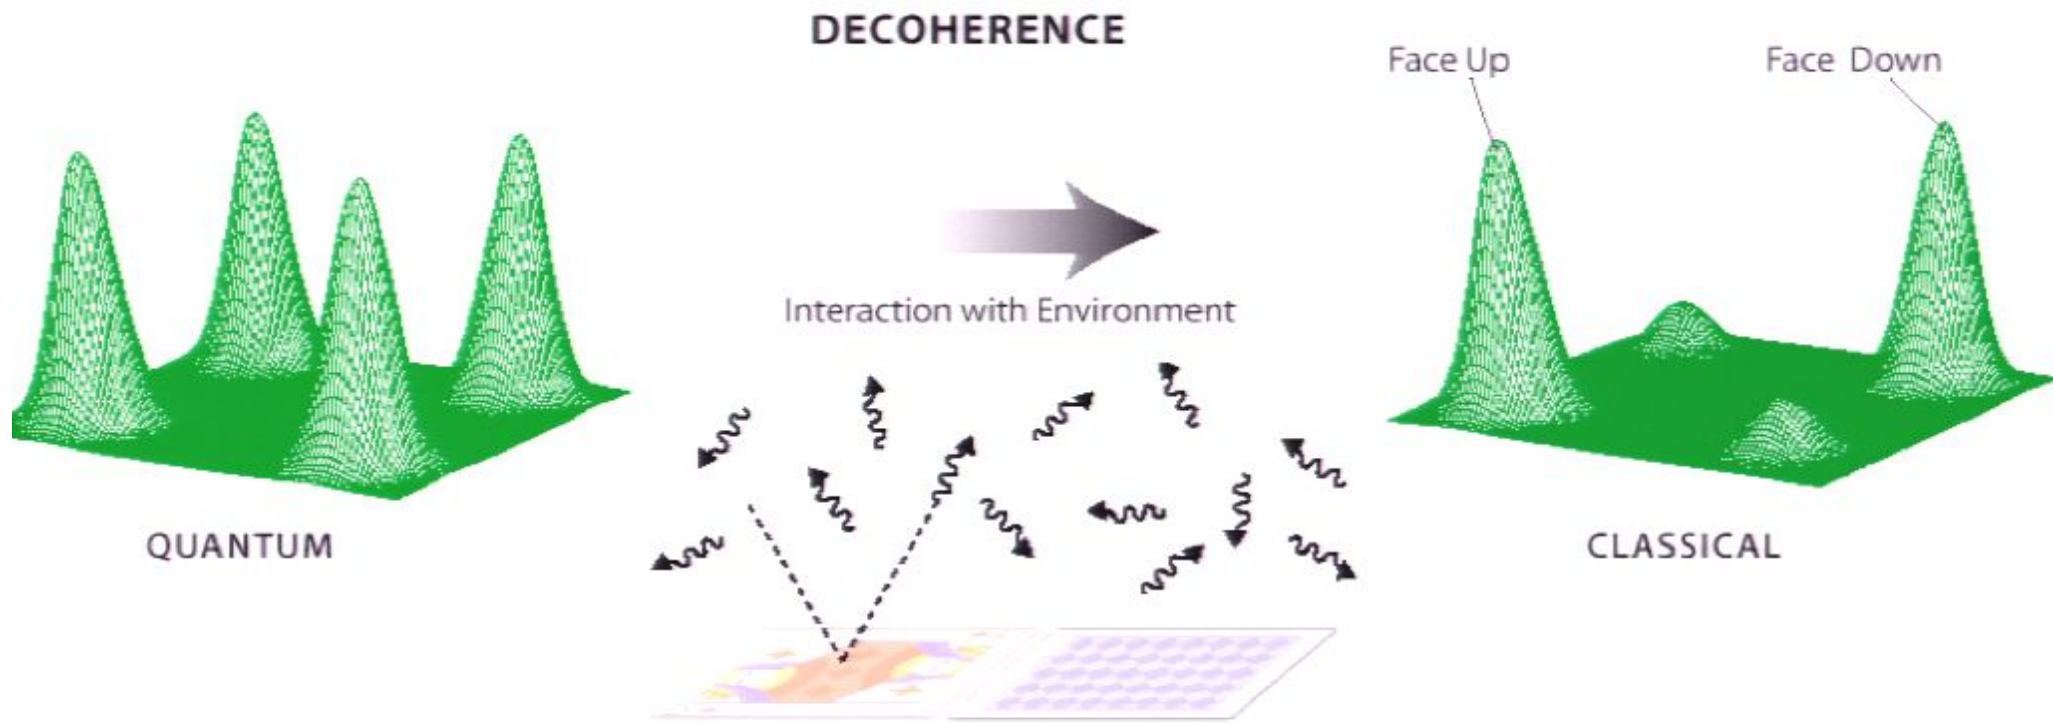 DECOHERENCE
Face Up
Face Down
Interaction with Environment
QUANTUM
CLASSICAL